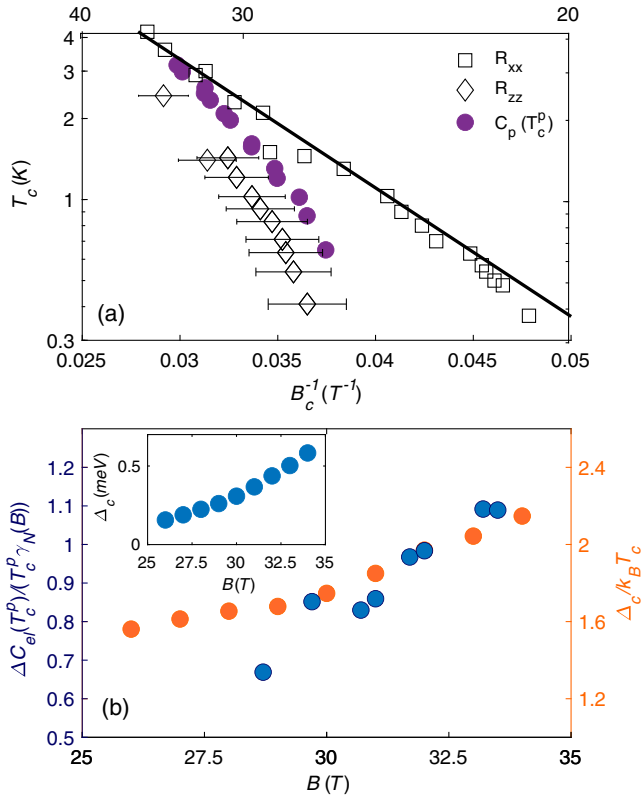 40 30 20
4
3
2
1
0.3
T_c(K)
R_xx
R_zz
C_p (T_c^p)
(a)
0.025 0.03 0.035 0.04 0.045 0.05
B_c^-1(T^-1)
1.2
1.1
1
0.9
0.8
0.7
0.6
0.5
ΔC_el(T_c^p)/(T_c^p γ_N(B))
0.5
0
Δ_c(meV)
25 27.5 30 32.5 35
B(T)
2.4
2
1.6
1.2
Δ_c/k_BT_c
(b)
25 27.5 30 32.5 35
B(T)